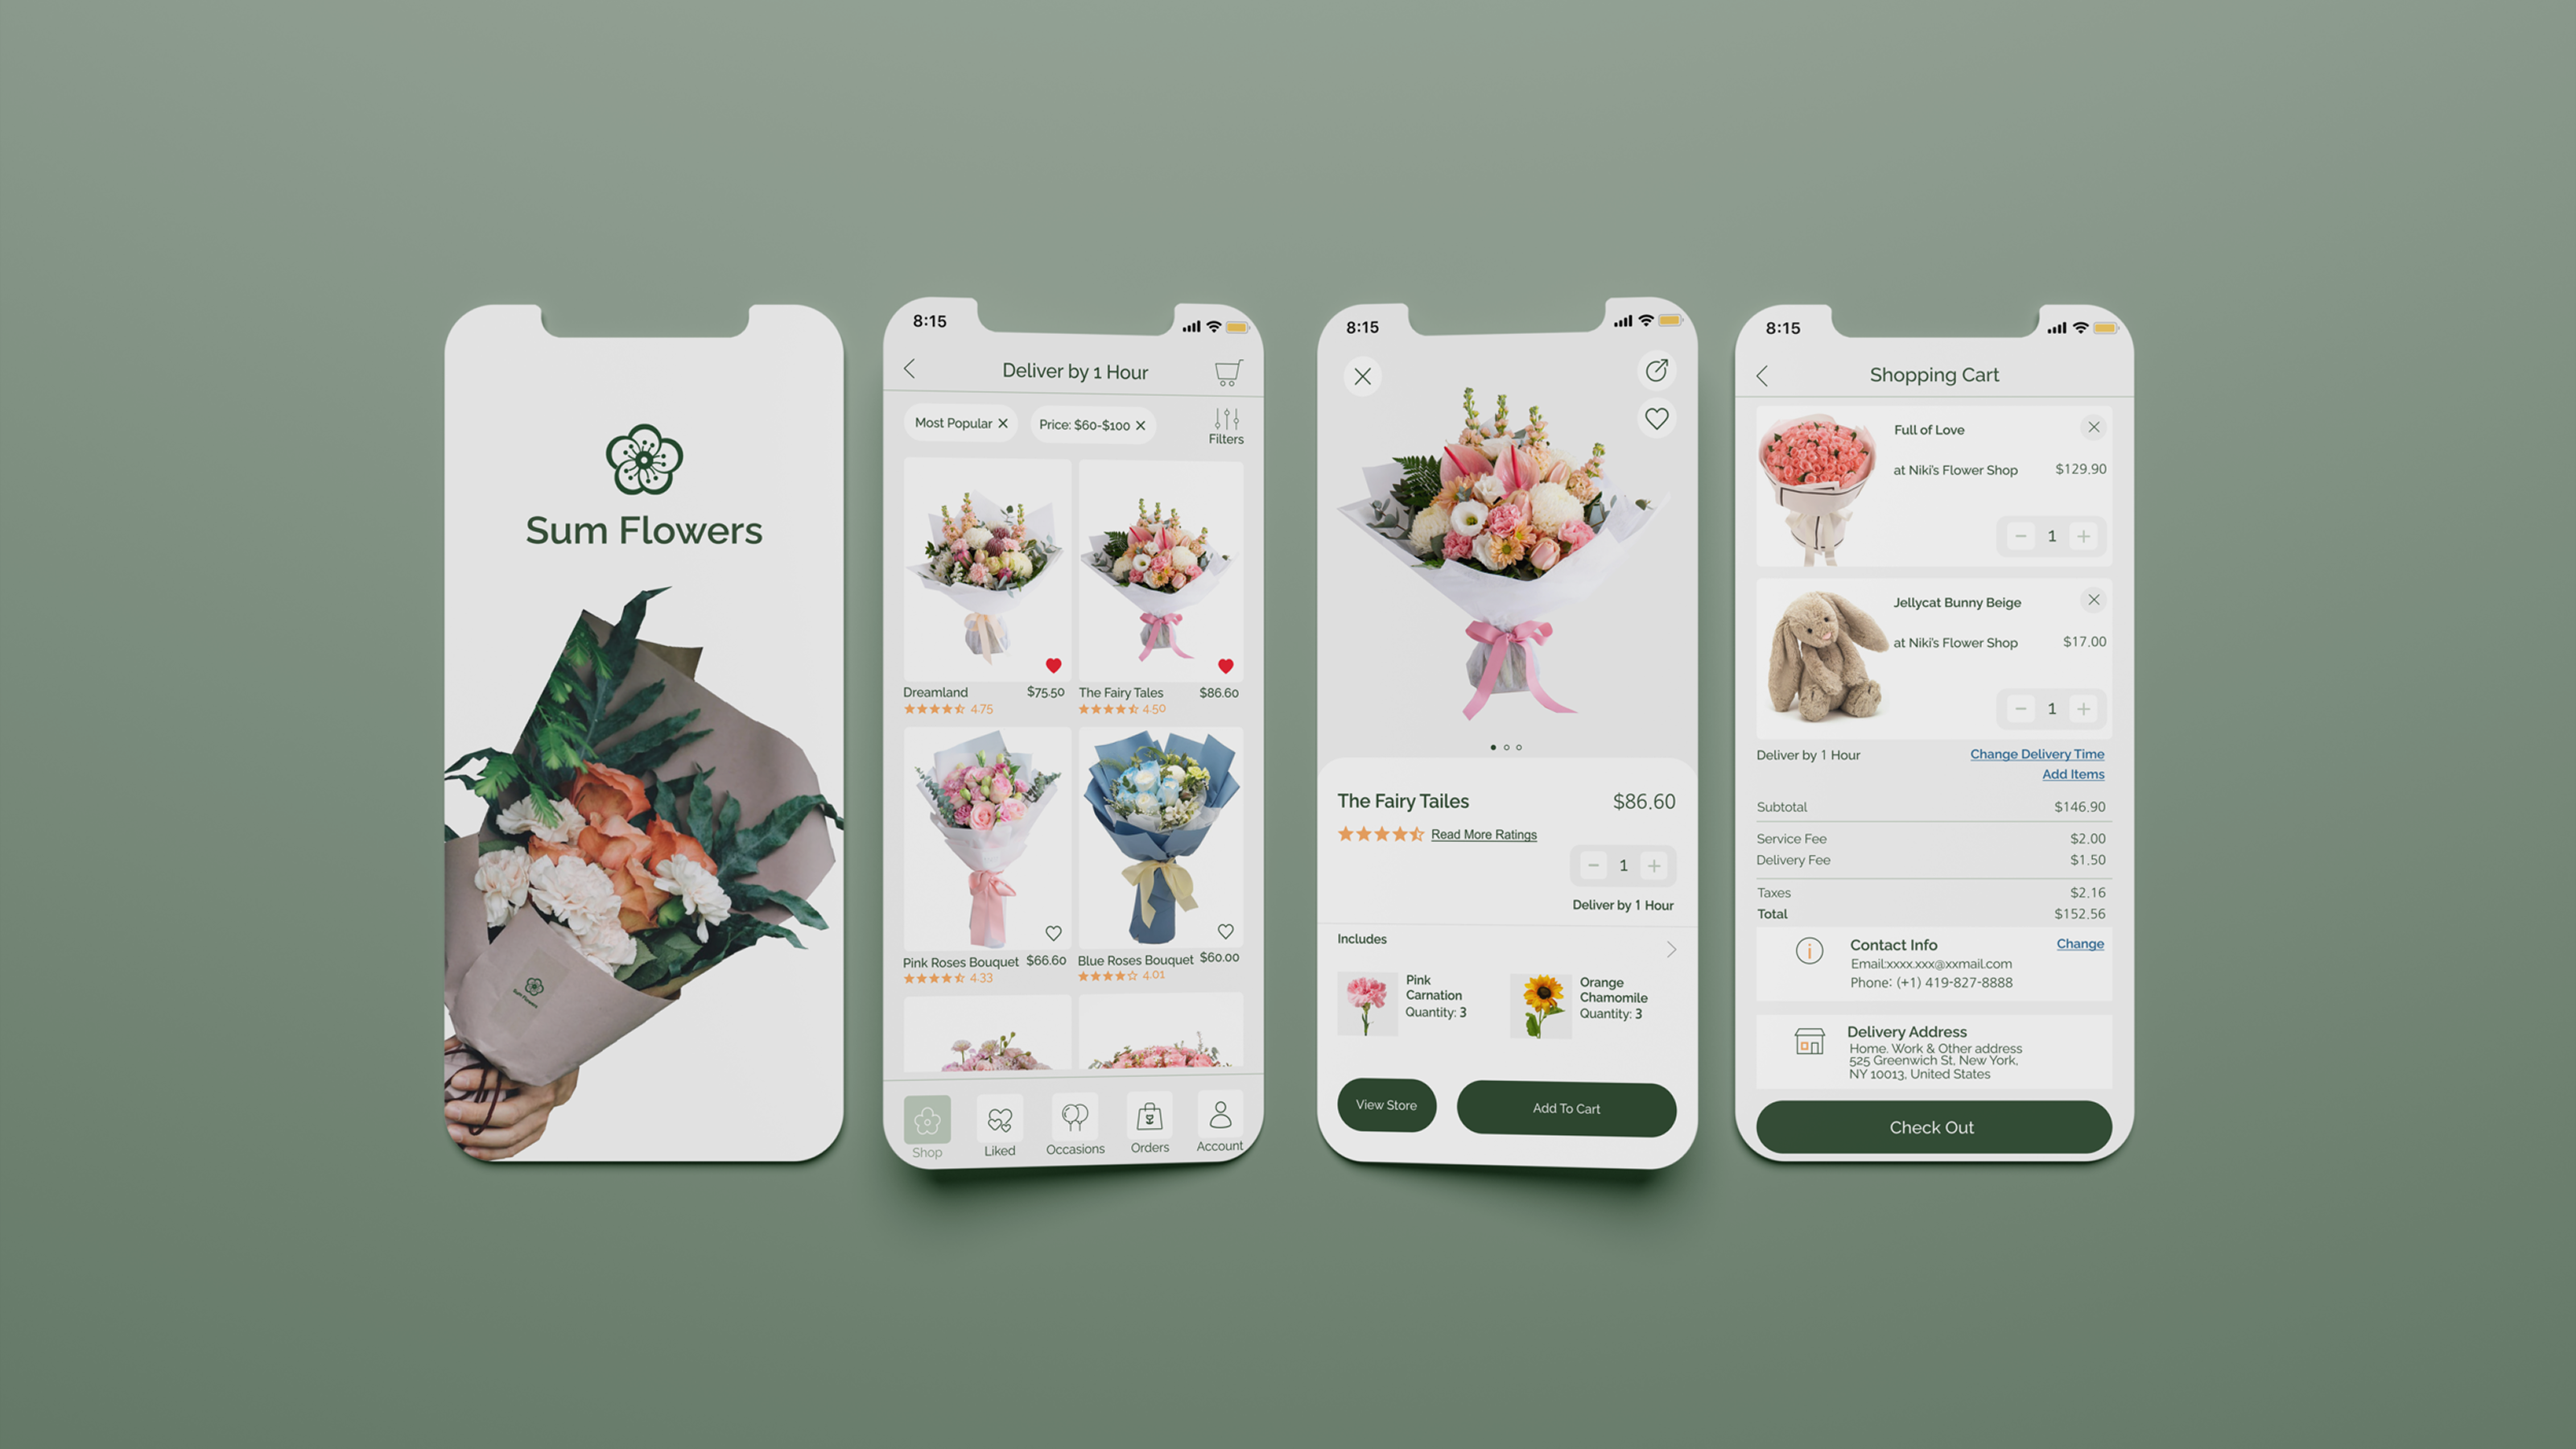 Sum Flowers
Sum Flowers
8:15
Deliver by 1 Hour
Most Popular ✕
Price: $60-$100 ✕
Filters
Dreamland $75.50
4.75
The Fairy Tales $86.60
4.50
Pink Roses Bouquet $66.60
4.33
Blue Roses Bouquet $60.00
4.01
Shop
Liked
Occasions
Orders
Account
8:15
The Fairy Tailes $86.60
Read More Ratings
− 1 +
Deliver by 1 Hour
Includes
Pink
Carnation
Quantity: 3
Orange
Chamomile
Quantity: 3
View Store
Add To Cart
8:15
Shopping Cart
Full of Love
at Niki's Flower Shop $129.90
− 1 +
Jellycat Bunny Beige
at Niki's Flower Shop $17.00
− 1 +
Deliver by 1 Hour Change Delivery Time
Add Items
Subtotal $146.90
Service Fee $2.00
Delivery Fee $1.50
Taxes $2.16
Total $152.56
Contact Info Change
Email:xxxx.xxx@xxmail.com
Phone: (+1) 419-827-8888
Delivery Address
Home. Work & Other address
525 Greenwich St, New York,
NY 10013, United States
Check Out